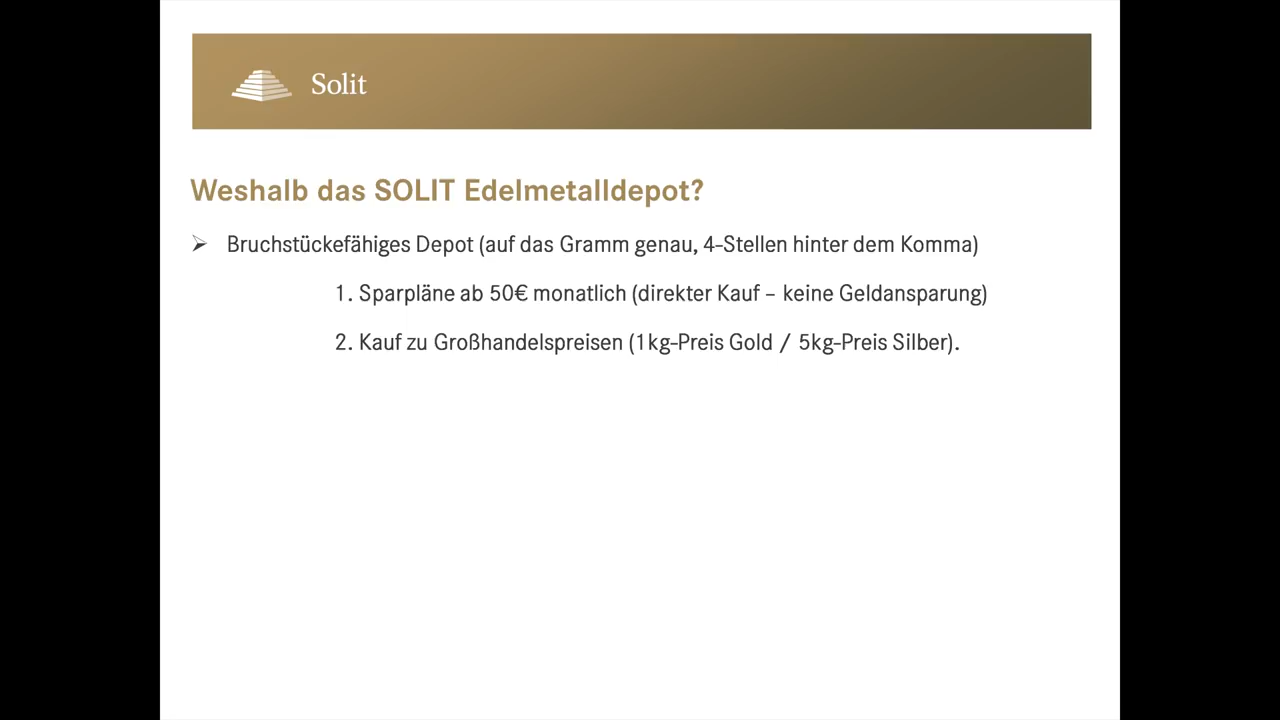 Solit
Weshalb das SOLIT Edelmetalldepot?
➢ Bruchstückefähiges Depot (auf das Gramm genau, 4-Stellen hinter dem Komma)
1. Sparpläne ab 50€ monatlich (direkter Kauf – keine Geldansparung)
2. Kauf zu Großhandelspreisen (1kg-Preis Gold / 5kg-Preis Silber).